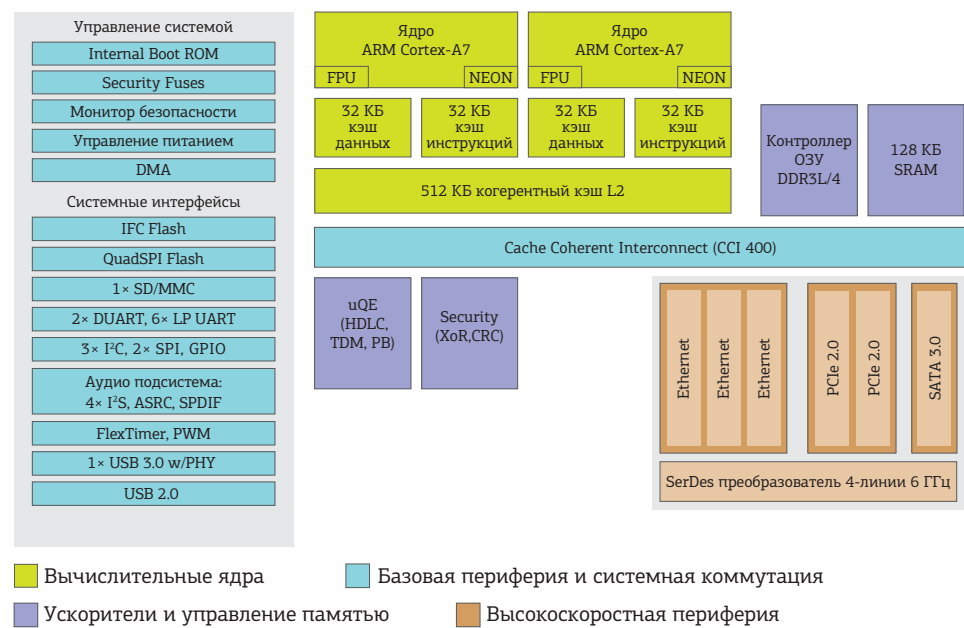 Управление системой
Internal Boot ROM
Security Fuses
Монитор безопасности
Управление питанием
DMA
Системные интерфейсы
IFC Flash
QuadSPI Flash
1× SD/MMC
2× DUART, 6× LP UART
3× I²C, 2× SPI, GPIO
Аудио подсистема:
4× I²S, ASRC, SPDIF
FlexTimer, PWM
1× USB 3.0 w/PHY
USB 2.0
Ядро
ARM Cortex-A7
FPU
NEON
Ядро
ARM Cortex-A7
FPU
NEON
32 КБ
кэш
данных
32 КБ
кэш
инструкций
32 КБ
кэш
данных
32 КБ
кэш
инструкций
512 КБ когерентный кэш L2
Контроллер
ОЗУ
DDR3L/4
128 КБ
SRAM
Cache Coherent Interconnect (CCI 400)
uQE
(HDLC,
TDM, PB)
Security
(XoR,CRC)
Ethernet
Ethernet
Ethernet
PCIe 2.0
PCIe 2.0
SATA 3.0
SerDes преобразователь 4-линии 6 ГГц
Вычислительные ядра
Базовая периферия и системная коммутация
Ускорители и управление памятью
Высокоскоростная периферия